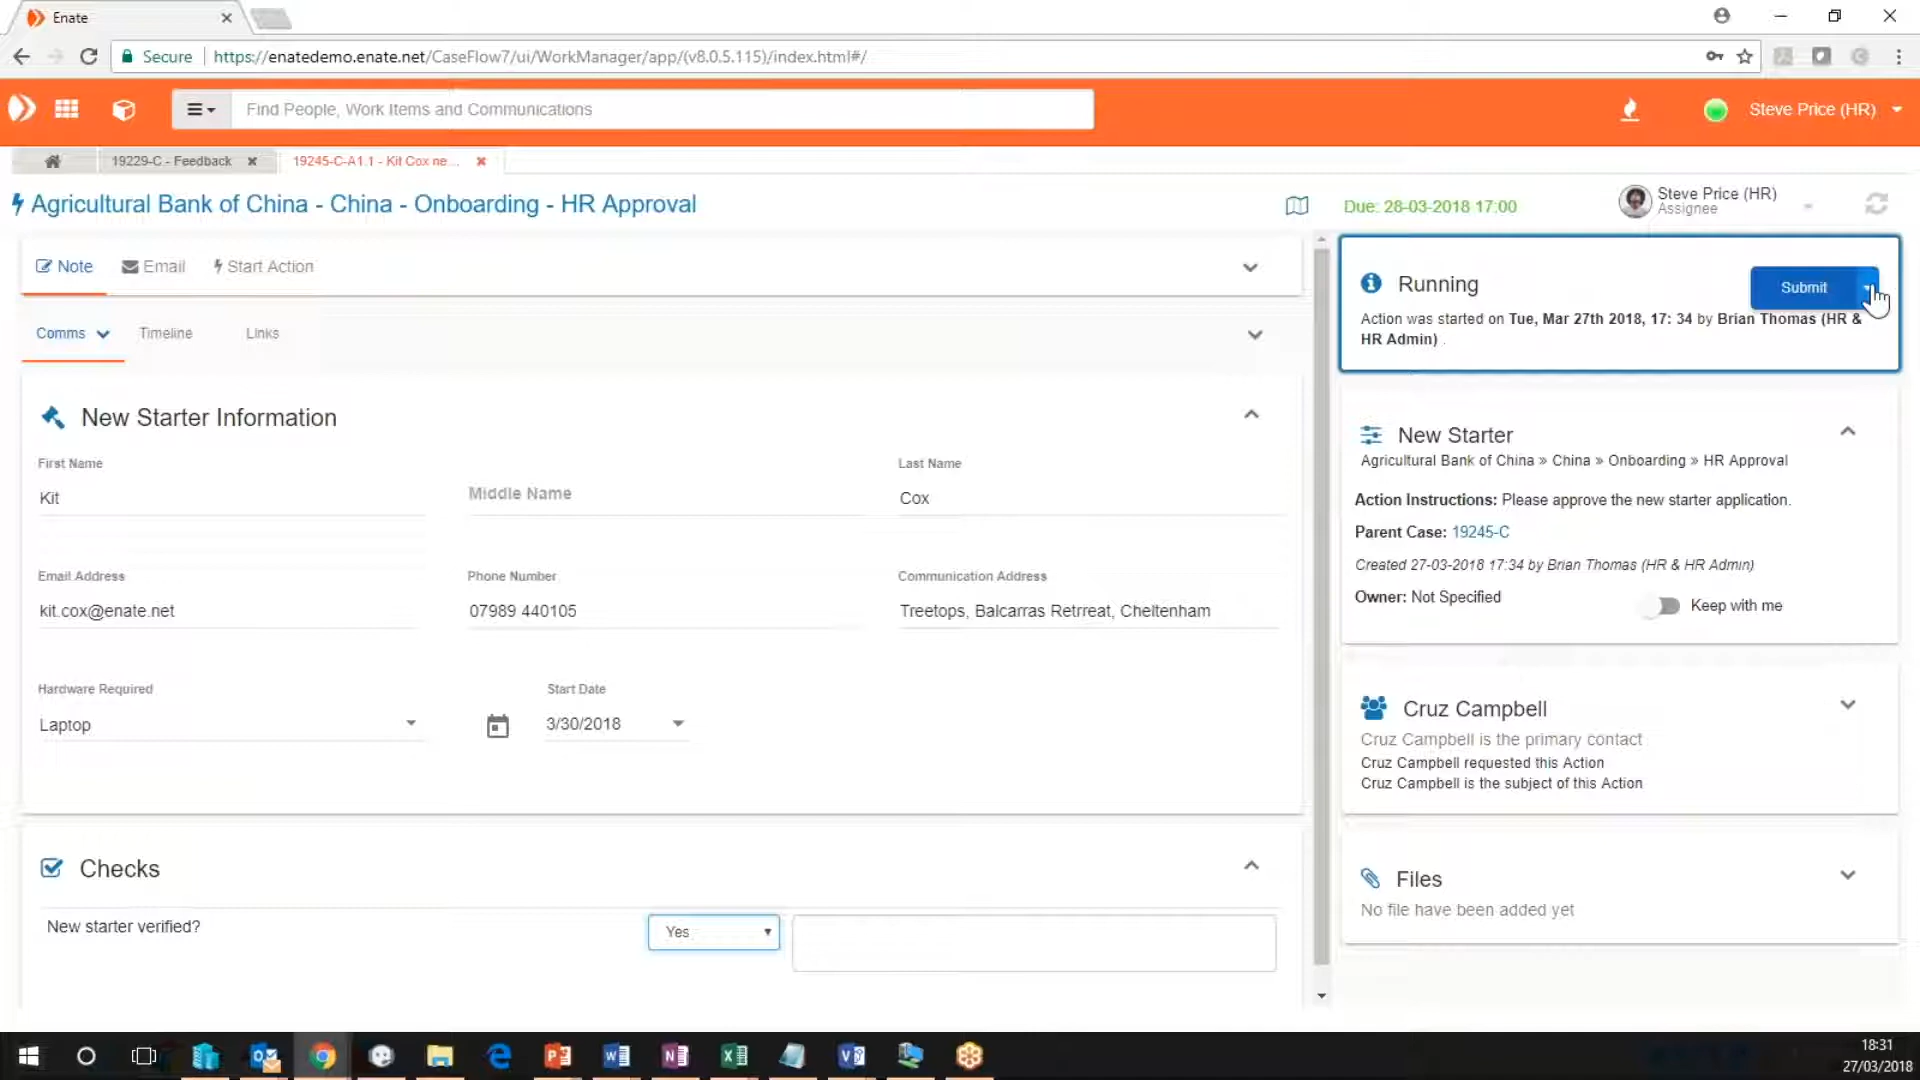 Enate
Secure https://enatedemo.enate.net/CaseFlow7/ui/WorkManager/app/(v8.0.5.115)/index.html#/
Find People, Work Items and Communications
Steve Price (HR)
19229-C - Feedback
19245-C-A1.1 - Kit Cox ne...
Agricultural Bank of China - China - Onboarding - HR Approval
Due: 28-03-2018 17:00
Steve Price (HR)
Assignee
Note Email Start Action
Comms Timeline Links
New Starter Information
First Name
Kit
Middle Name
Last Name
Cox
Email Address
kit.cox@enate.net
Phone Number
07989 440105
Communication Address
Treetops, Balcarras Retrreat, Cheltenham
Hardware Required
Laptop
Start Date
3/30/2018
Checks
New starter verified?
Yes
Running
Submit
Action was started on Tue, Mar 27th 2018, 17: 34 by Brian Thomas (HR &
HR Admin) .
New Starter
Agricultural Bank of China » China » Onboarding » HR Approval
Action Instructions: Please approve the new starter application.
Parent Case: 19245-C
Created 27-03-2018 17:34 by Brian Thomas (HR & HR Admin)
Owner: Not Specified
Keep with me
Cruz Campbell
Cruz Campbell is the primary contact
Cruz Campbell requested this Action
Cruz Campbell is the subject of this Action
Files
No file have been added yet
18:31
27/03/2018